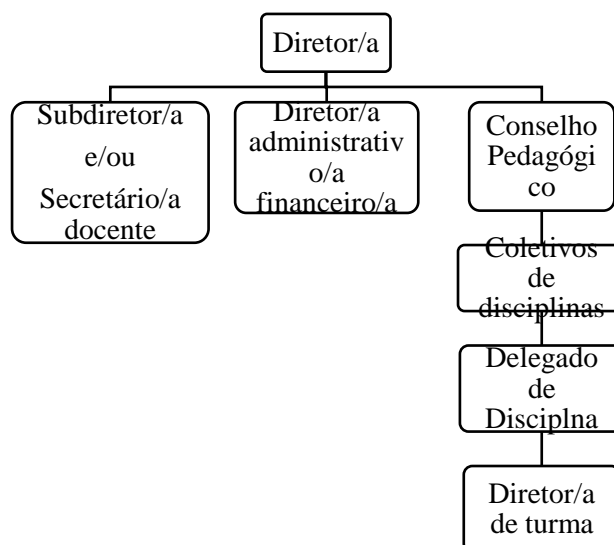 Diretor/a
Subdiretor/a
e/ou
Secretário/a
docente
Diretor/a
administrativ
o/a
financeiro/a
Conselho
Pedagógi
co
Coletivos
de
disciplinas
Delegado
de
Disciplna
Diretor/a
de turma